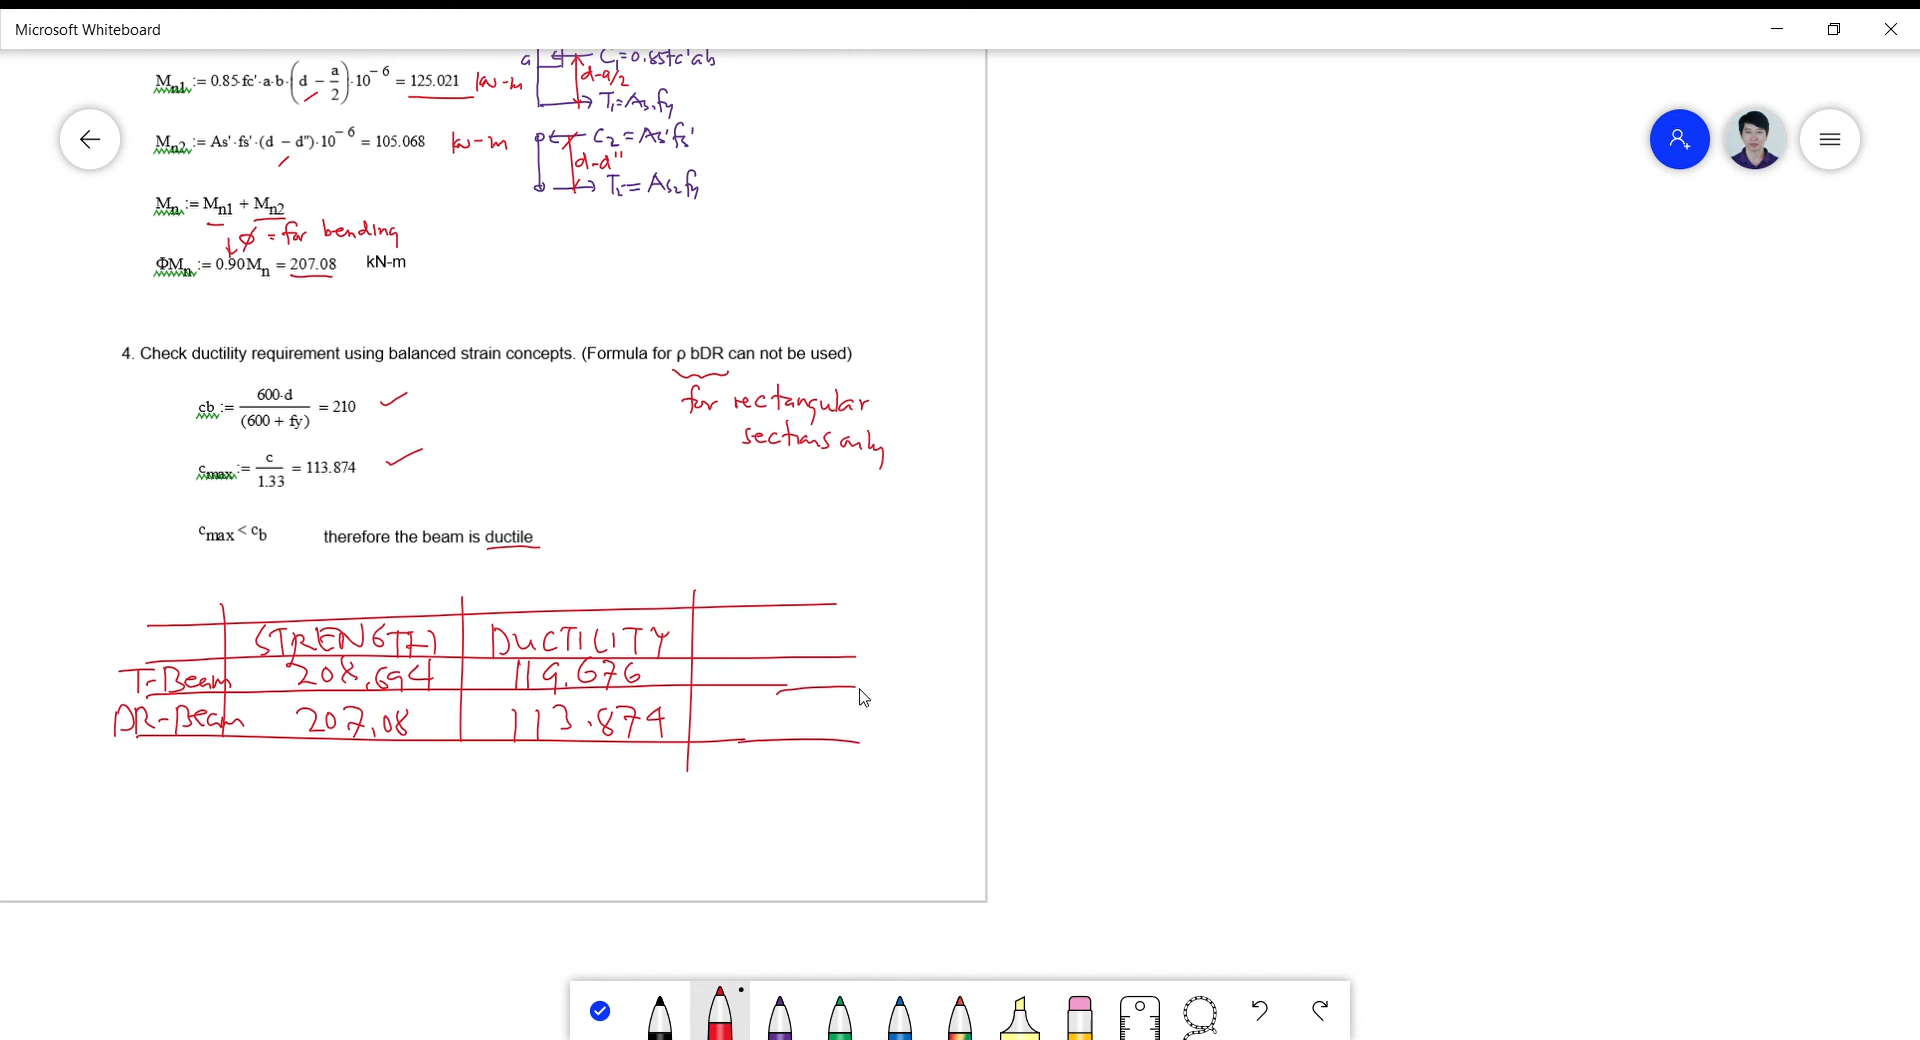 Microsoft Whiteboard
a C₁=0.85fc'ab
Mn1 := 0.85·fc'·a·b·(d − a/2)·10⁻⁶ = 125.021 kN-m
d-a/2
T₁=As₁fy
Mn2 := As'·fs'·(d − d")·10⁻⁶ = 105.068 kN-m
C₂ = As'fs'
d-d"
T₂= As₂fy
Mn := Mn1 + Mn2
ϕ = for bending
ΦMn := 0.90Mn = 207.08 kN-m
4. Check ductility requirement using balanced strain concepts. (Formula for ρ bDR can not be used)
for rectangular
sections only
cb := 600·d/(600 + fy) = 210
cmax := c/1.33 = 113.874
cmax < cb therefore the beam is ductile
STRENGTH DUCTILITY
T-Beam 208.694 119.676
DR-Beam 207.08 113.874